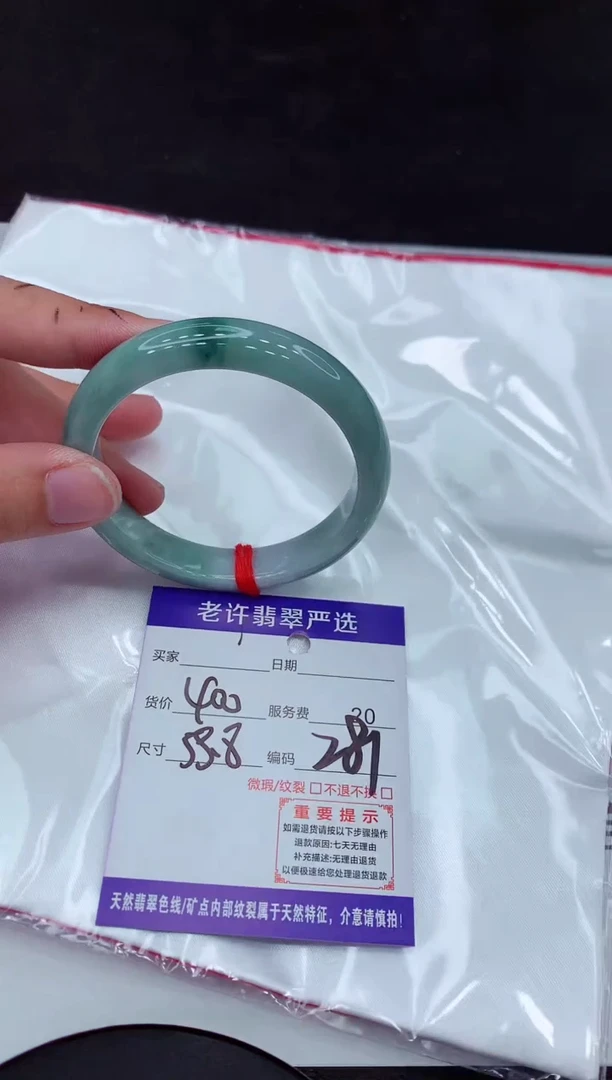 老许翡翠严选
买家 日期
货价 400 服务费 20
尺寸 55.8 编码 281
微瑕/纹裂 □不退不换 □
重要提示
如需退货请按以下步骤操作
退款原因:七天无理由
补充描述:无理由退货
以便极速给您处理退货退款
天然翡翠色线/矿点内部纹裂属于天然特征，介意请慎拍!